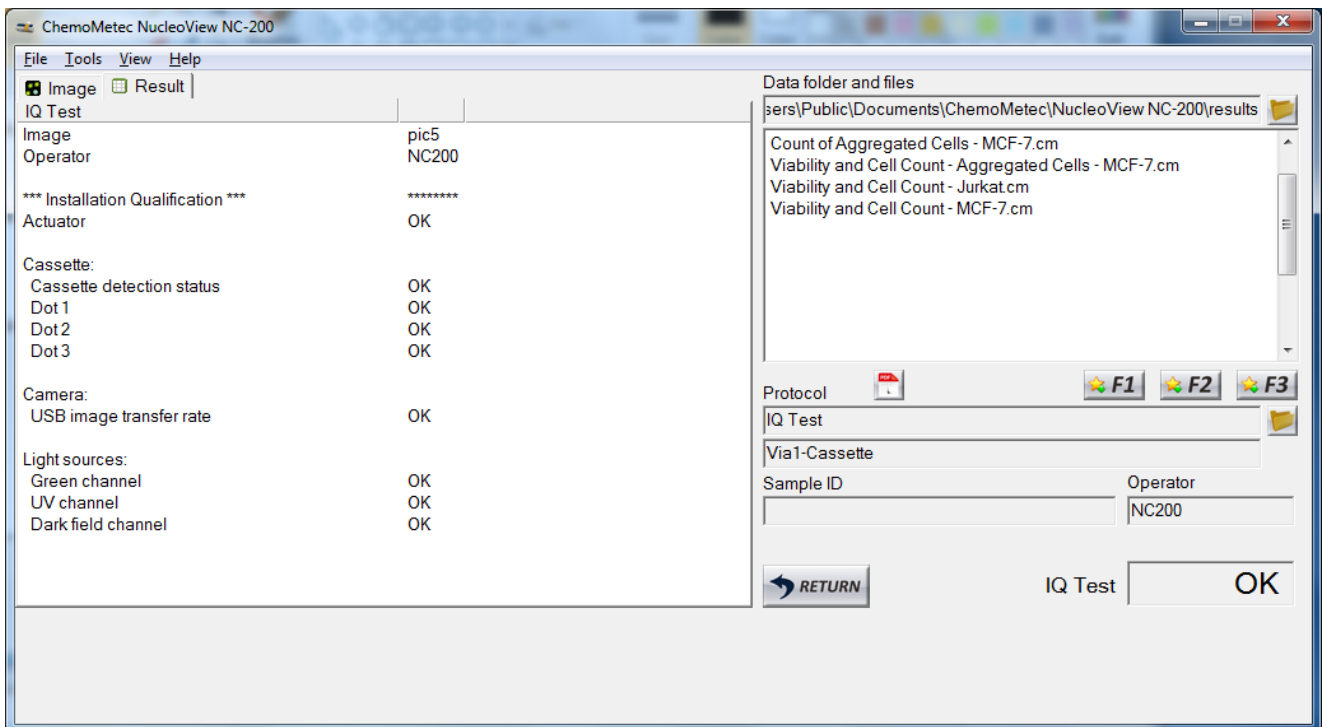 ChemoMetec NucleoView NC-200
File Tools View Help
Image Result
IQ Test
Image pic5
Operator NC200
*** Installation Qualification *** ********
Actuator OK
Cassette:
Cassette detection status OK
Dot 1 OK
Dot 2 OK
Dot 3 OK
Camera:
USB image transfer rate OK
Light sources:
Green channel OK
UV channel OK
Dark field channel OK
Data folder and files
sers\Public\Documents\ChemoMetec\NucleoView NC-200\results
Count of Aggregated Cells - MCF-7.cm
Viability and Cell Count - Aggregated Cells - MCF-7.cm
Viability and Cell Count - Jurkat.cm
Viability and Cell Count - MCF-7.cm
Protocol F1 F2 F3
IQ Test
Via1-Cassette
Sample ID Operator
NC200
RETURN IQ Test OK